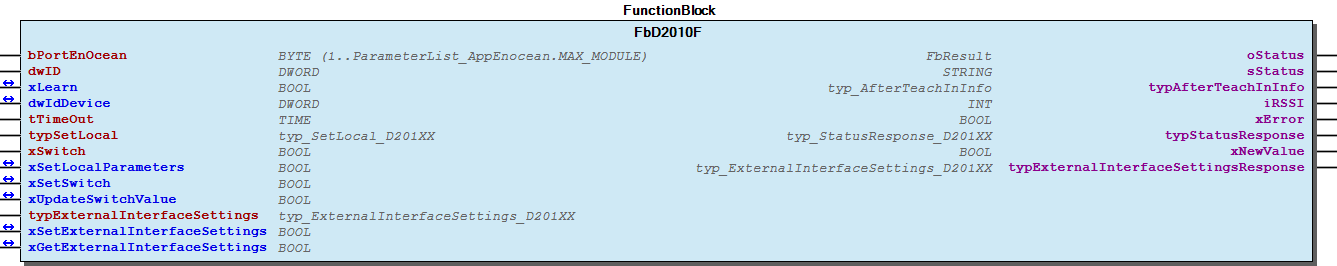 FunctionBlock
FbD2010F
bPortEnOcean BYTE (1..ParameterList_AppEnocean.MAX_MODULE) FbResult oStatus
dwID DWORD STRING sStatus
xLearn BOOL typ_AfterTeachInInfo typAfterTeachInInfo
dwIdDevice DWORD INT iRSSI
tTimeOut TIME BOOL xError
typSetLocal typ_SetLocal_D201XX typ_StatusResponse_D201XX typStatusResponse
xSwitch BOOL BOOL xNewValue
xSetLocalParameters BOOL typ_ExternalInterfaceSettings_D201XX typExternalInterfaceSettingsResponse
xSetSwitch BOOL
xUpdateSwitchValue BOOL
typExternalInterfaceSettings typ_ExternalInterfaceSettings_D201XX
xSetExternalInterfaceSettings BOOL
xGetExternalInterfaceSettings BOOL